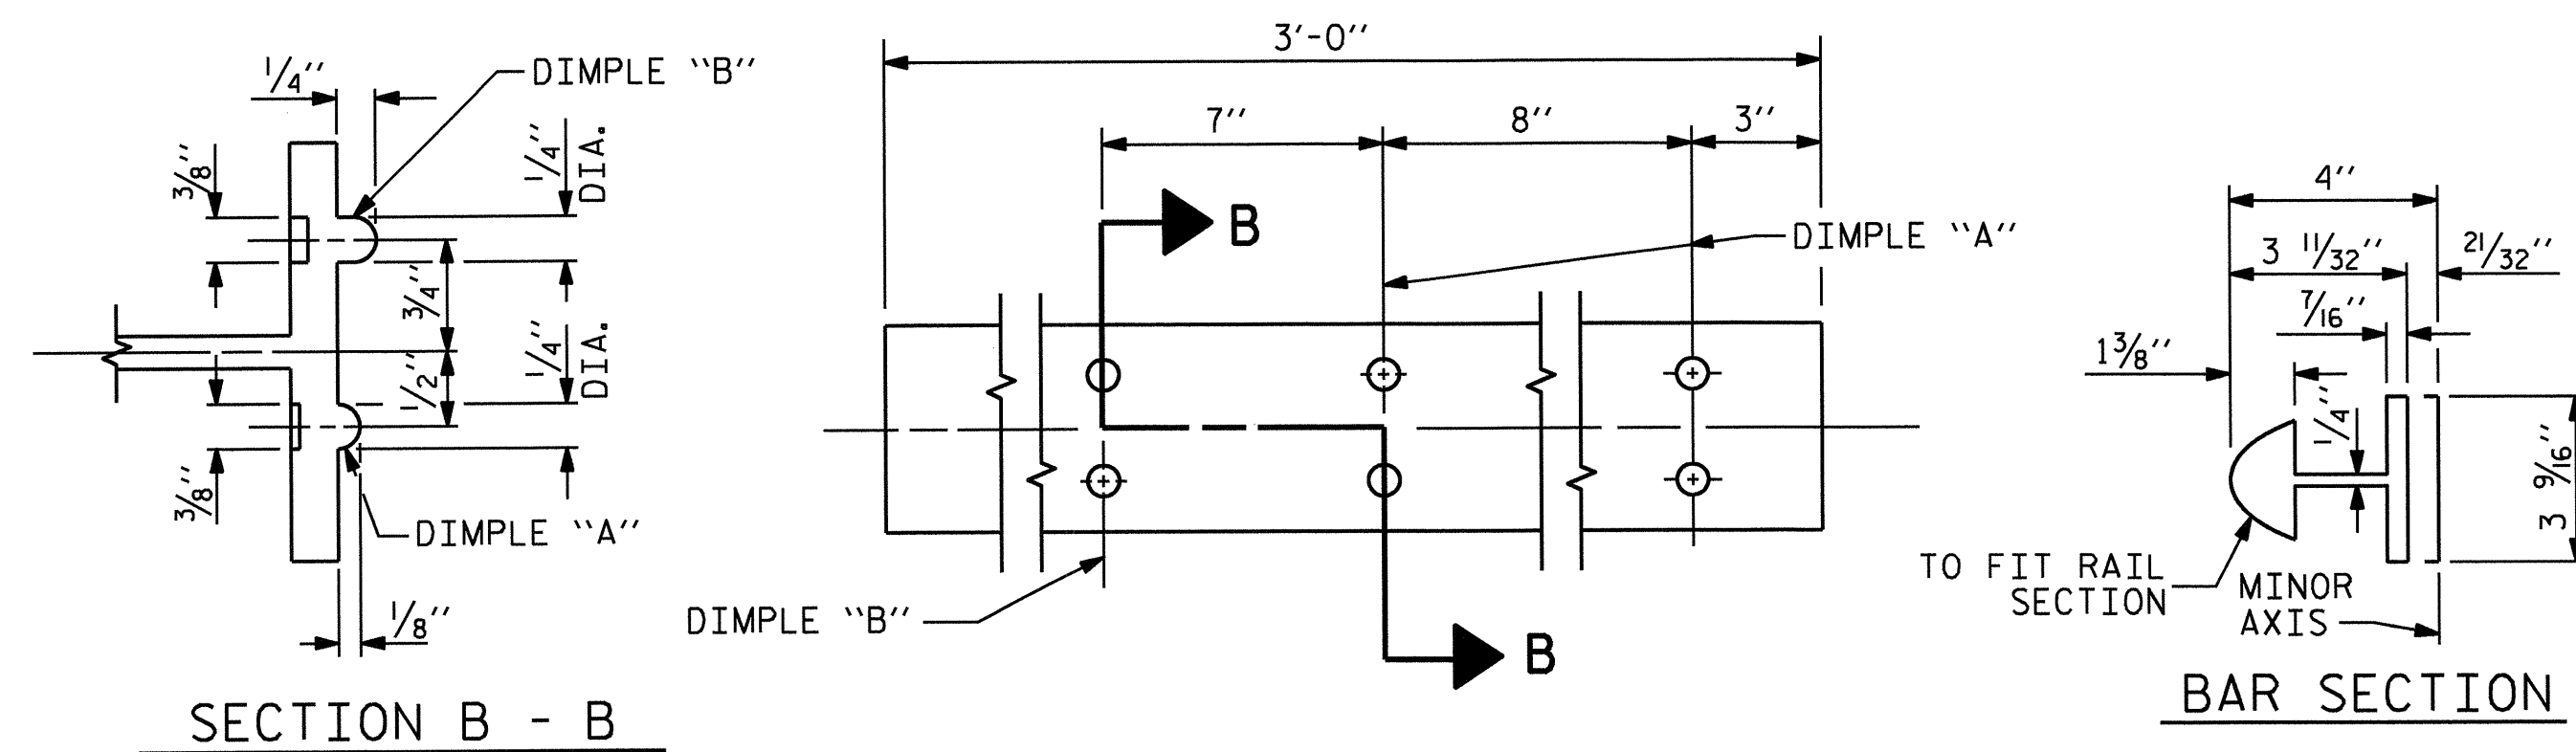 1/4"
DIMPLE "B"
3/8"
1/4" DIA.
3/4"
1/2"
1/4" DIA.
3/8"
DIMPLE "A"
1/8"
SECTION B - B
3'-0"
7"
8"
3"
B
DIMPLE "A"
DIMPLE "B"
B
4"
3 11/32"
21/32"
7/16"
1 3/8"
1/4"
3 9/16"
TO FIT RAIL
SECTION
MINOR
AXIS
BAR SECTION